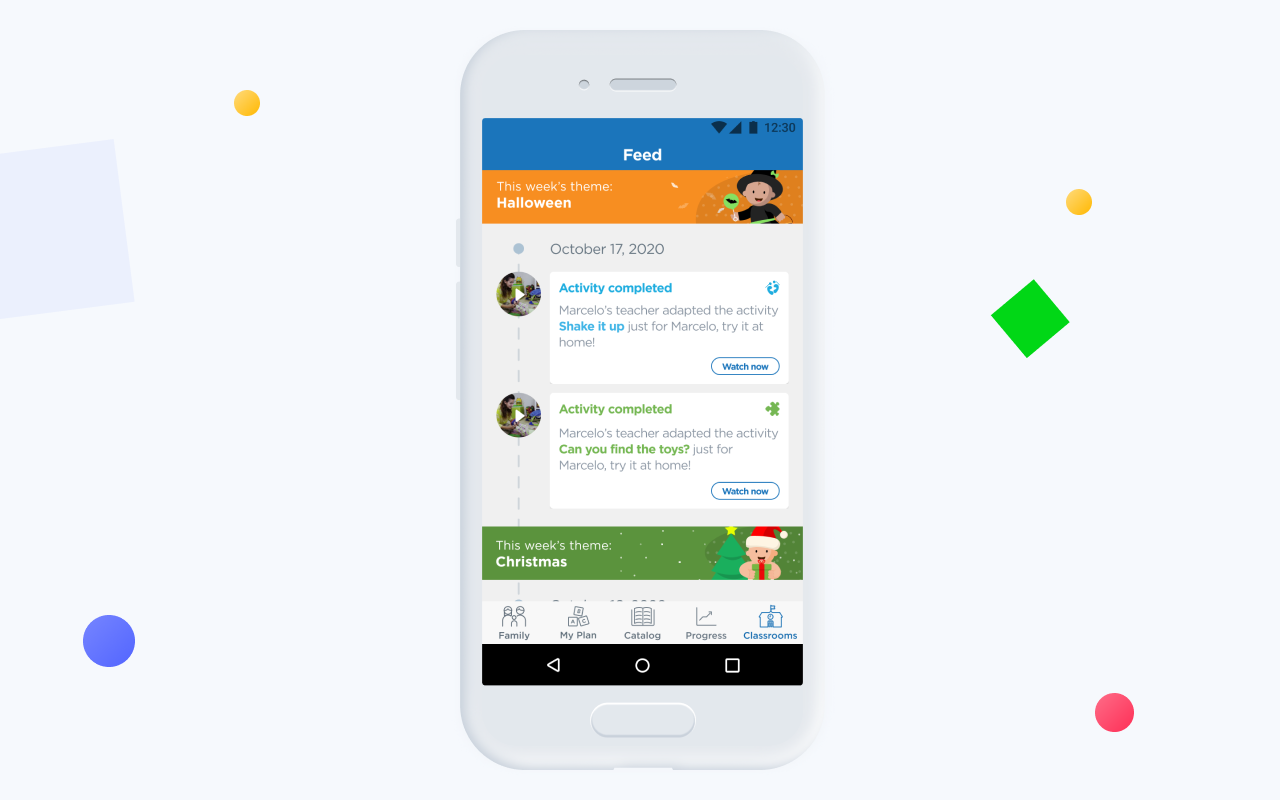 12:30
Feed
This week's theme:
Halloween
October 17, 2020
Activity completed
Marcelo's teacher adapted the activity
Shake it up just for Marcelo, try it at
home!
Watch now
Activity completed
Marcelo's teacher adapted the activity
Can you find the toys? just for
Marcelo, try it at home!
Watch now
This week's theme:
Christmas
Family
My Plan
Catalog
Progress
Classrooms